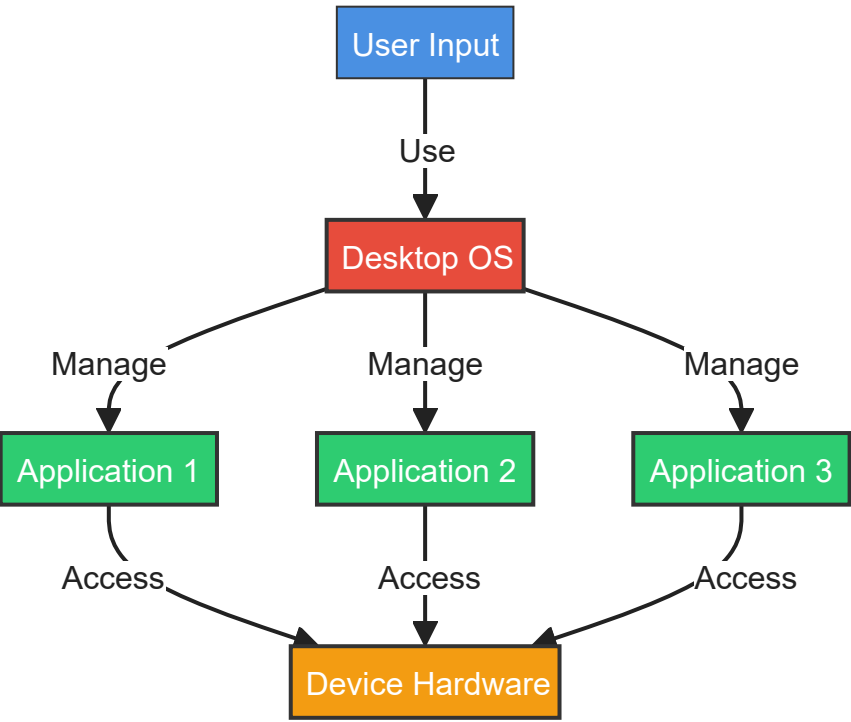 User Input
Use
Desktop OS
Manage
Manage
Manage
Application 1
Application 2
Application 3
Access
Access
Access
Device Hardware